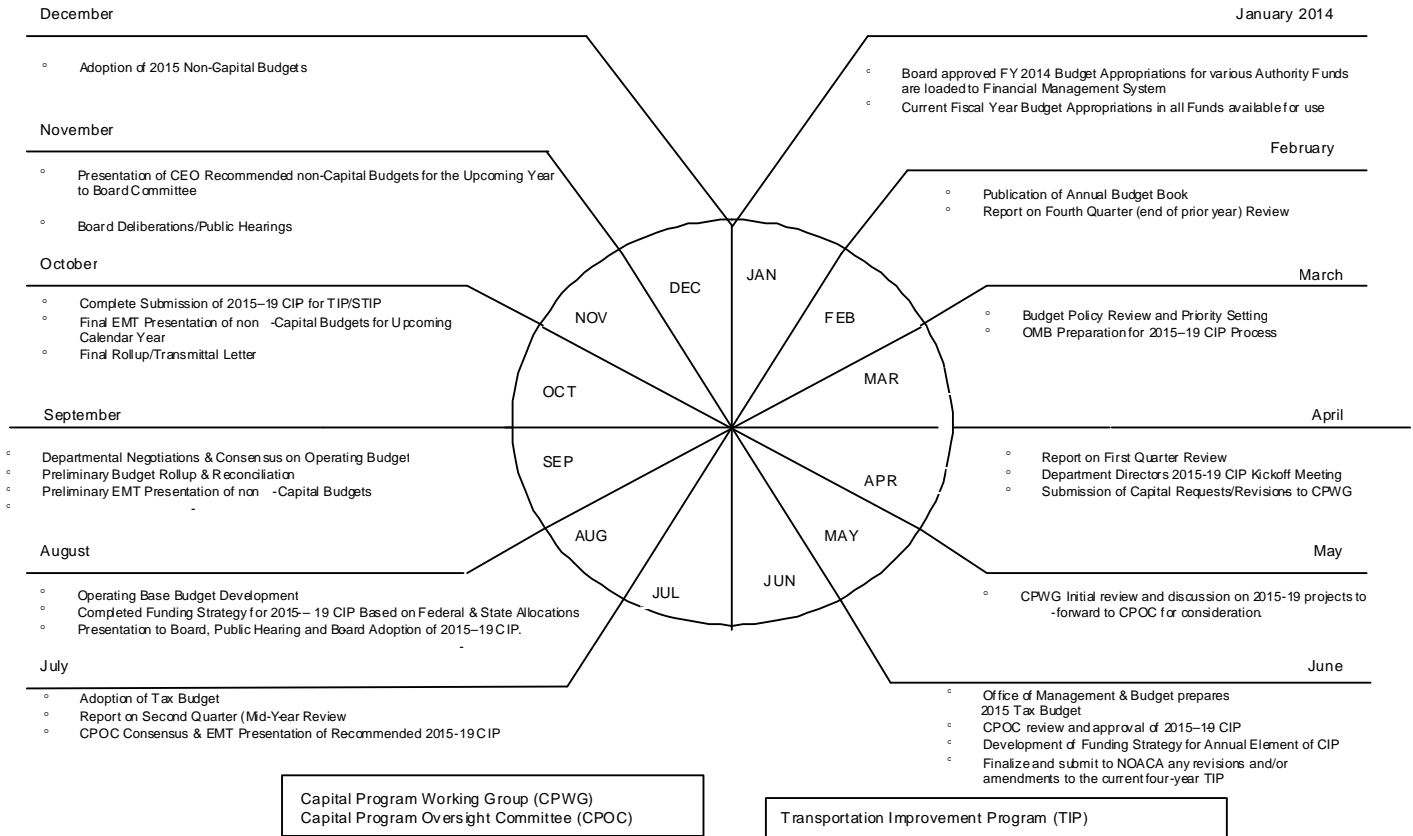 December
° Adoption of 2015 Non-Capital Budgets
November
° Presentation of CEO Recommended non-Capital Budgets for the Upcoming Year
to Board Committee
° Board Deliberations/Public Hearings
October
° Complete Submission of 2015–19 CIP for TIP/STIP
° Final EMT Presentation of non -Capital Budgets for Upcoming
Calendar Year
° Final Rollup/Transmittal Letter
September
° Departmental Negotiations & Consensus on Operating Budget
° Preliminary Budget Rollup & Reconciliation
° Preliminary EMT Presentation of non -Capital Budgets
° -
August
° Operating Base Budget Development
° Completed Funding Strategy for 2015-– 19 CIP Based on Federal & State Allocations
° Presentation to Board, Public Hearing and Board Adoption of 2015–19 CIP.
-
July
° Adoption of Tax Budget
° Report on Second Quarter (Mid-Year Review
° CPOC Consensus & EMT Presentation of Recommended 2015-19 CIP
January 2014
° Board approved FY 2014 Budget Appropriations for various Authority Funds
are loaded to Financial Management System
° Current Fiscal Year Budget Appropriations in all Funds available for use
February
° Publication of Annual Budget Book
° Report on Fourth Quarter (end of prior year) Review
March
° Budget Policy Review and Priority Setting
° OMB Preparation for 2015–19 CIP Process
April
° Report on First Quarter Review
° Department Directors 2015-19 CIP Kickoff Meeting
° Submission of Capital Requests/Revisions to CPWG
May
° CPWG Initial review and discussion on 2015-19 projects to
-forward to CPOC for consideration.
June
° Office of Management & Budget prepares
2015 Tax Budget
° CPOC review and approval of 2015–19 CIP
° Development of Funding Strategy for Annual Element of CIP
° Finalize and submit to NOACA any revisions and/or
amendments to the current four-year TIP
JAN
FEB
MAR
APR
MAY
JUN
JUL
AUG
SEP
OCT
NOV
DEC
Capital Program Working Group (CPWG)
Capital Program Oversight Committee (CPOC)
Transportation Improvement Program (TIP)